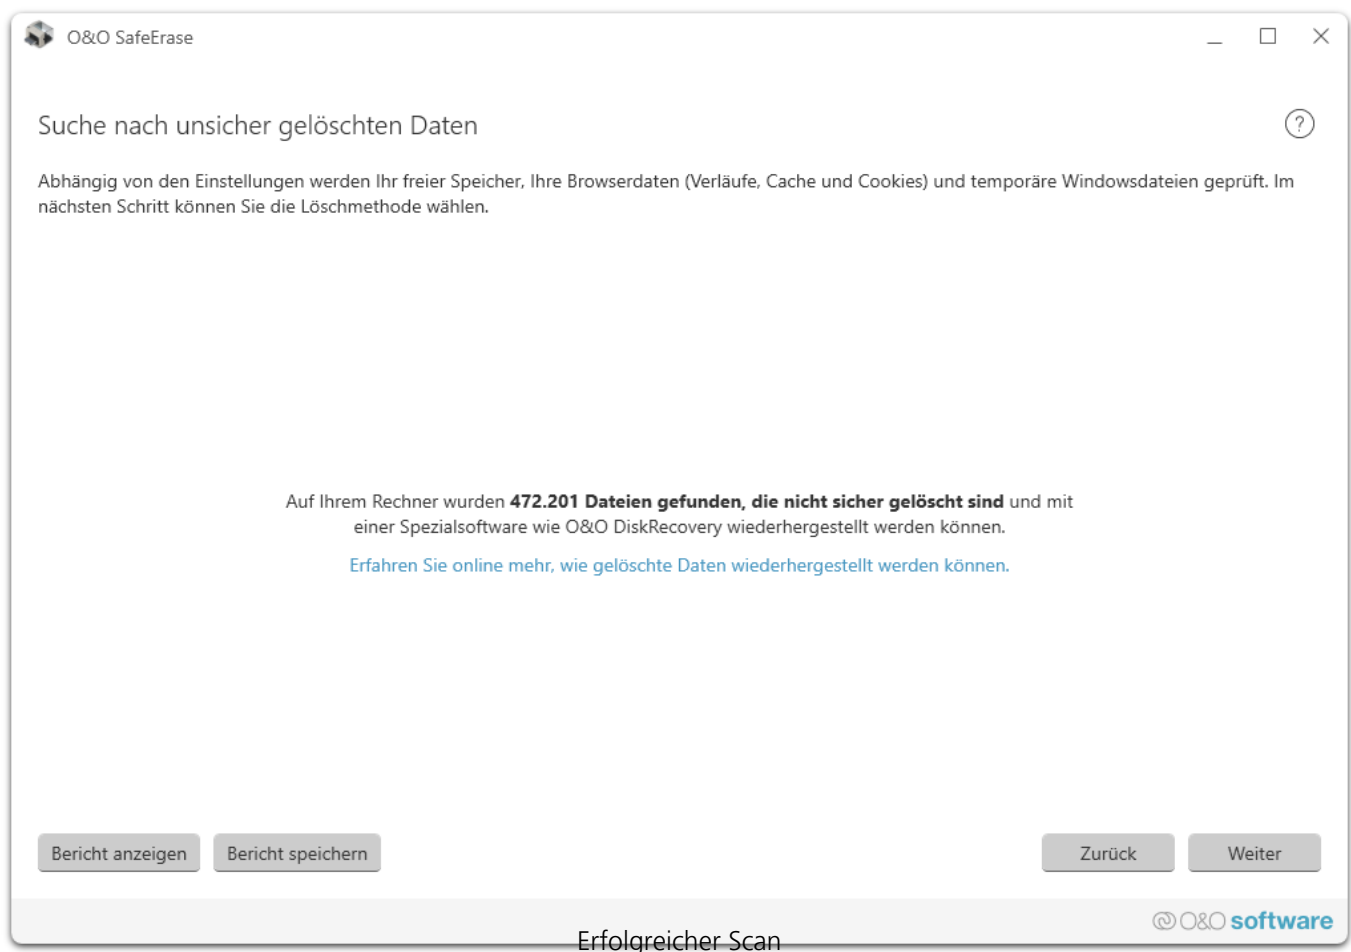 O&O SafeErase
Suche nach unsicher gelöschten Daten
?
Abhängig von den Einstellungen werden Ihr freier Speicher, Ihre Browserdaten (Verläufe, Cache und Cookies) und temporäre Windowsdateien geprüft. Im
nächsten Schritt können Sie die Löschmethode wählen.
Auf Ihrem Rechner wurden 472.201 Dateien gefunden, die nicht sicher gelöscht sind und mit
einer Spezialsoftware wie O&O DiskRecovery wiederhergestellt werden können.
Erfahren Sie online mehr, wie gelöschte Daten wiederhergestellt werden können.
Bericht anzeigen Bericht speichern Zurück Weiter
O&O software
Erfolgreicher Scan